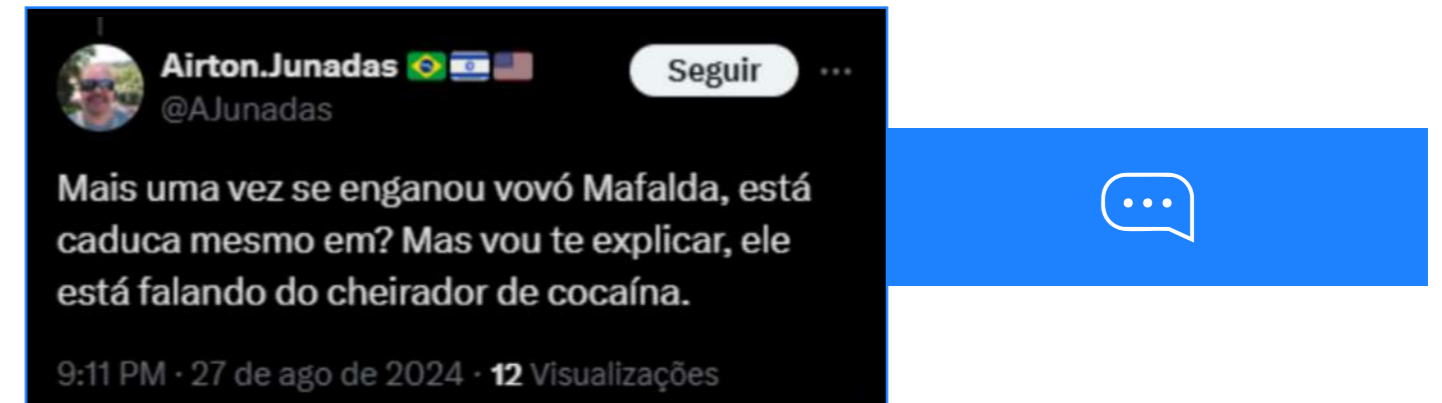 Airton.Junadas 🇧🇷🇮🇱🇺🇸
Seguir
@AJunadas
Mais uma vez se enganou vovó Mafalda, está
caduca mesmo em? Mas vou te explicar, ele
está falando do cheirador de cocaína.
9:11 PM · 27 de ago de 2024 · 12 Visualizações